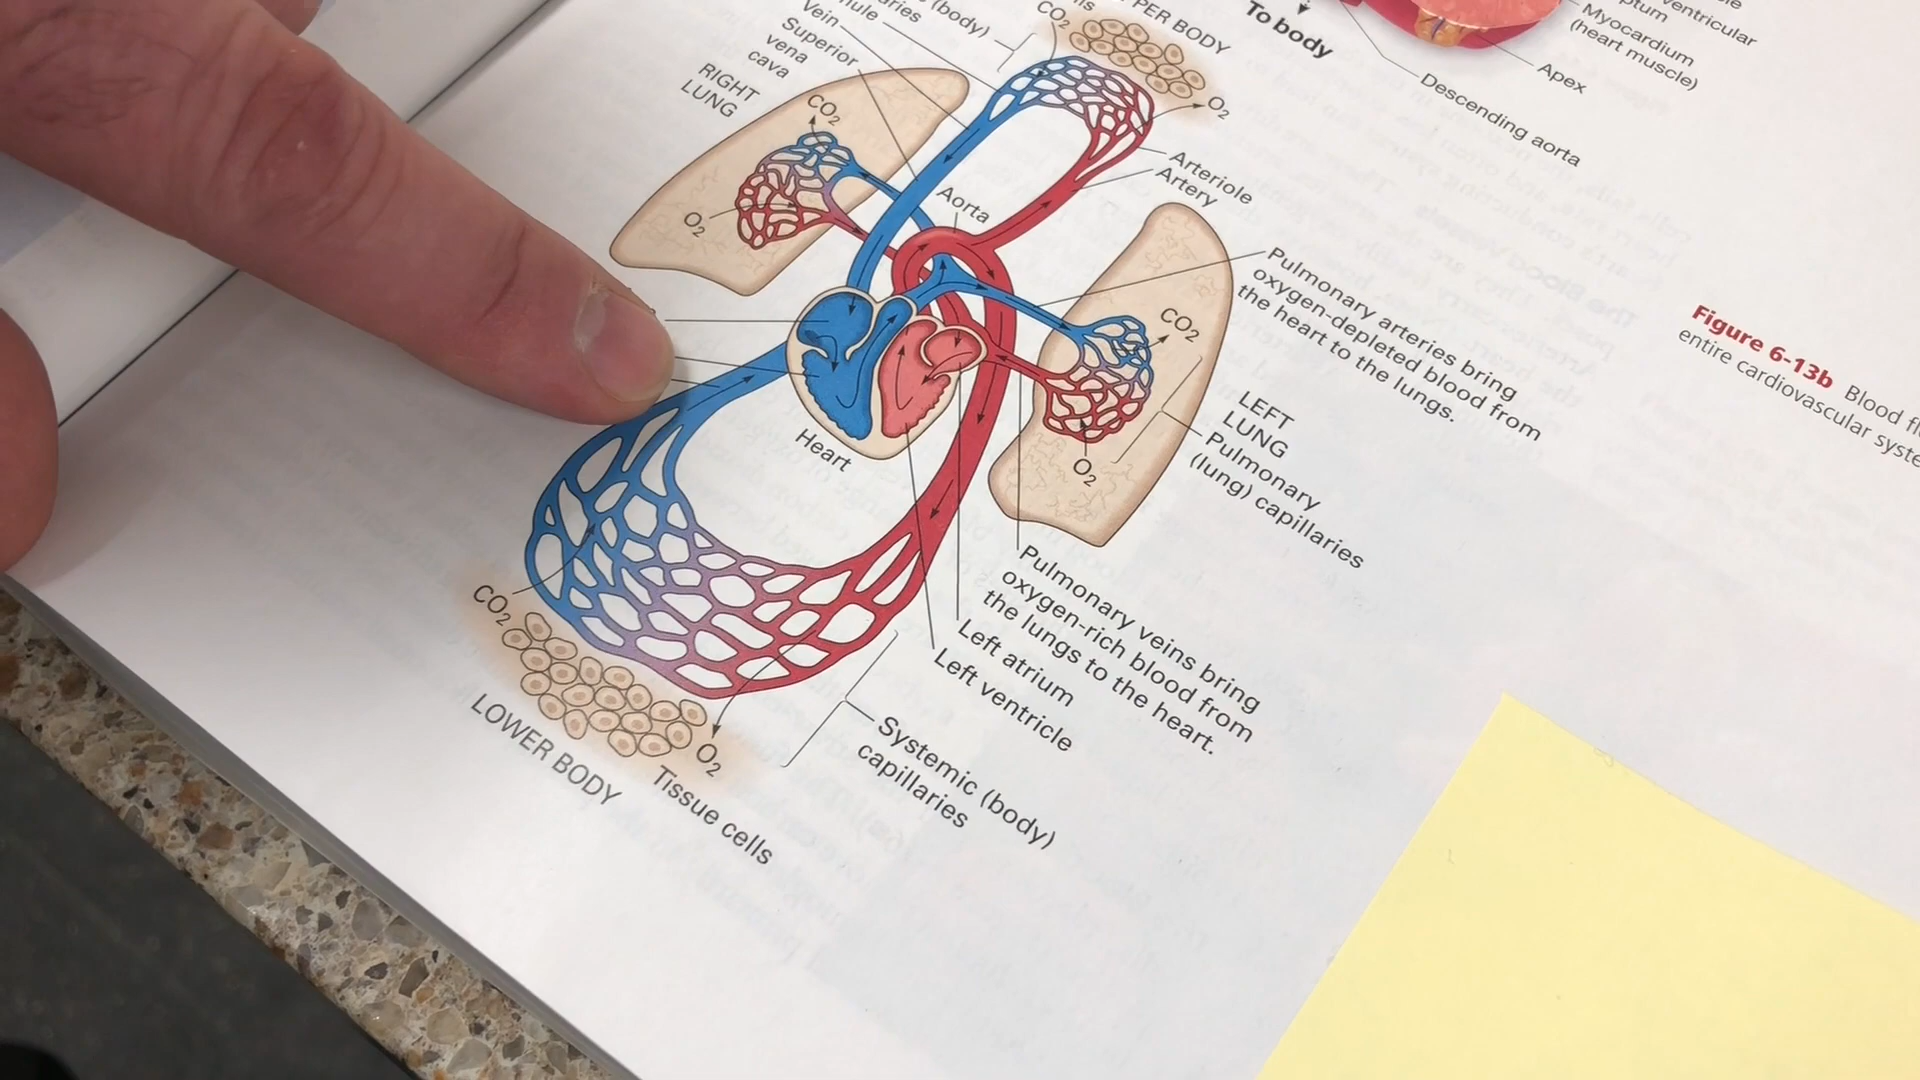 (body)
Vein
Superior
vena
cava
RIGHT
LUNG
CO2
O2
CO2
PER BODY
O2
To body
ventricular
Myocardium
(heart muscle)
Apex
Descending aorta
Arteriole
Artery
Aorta
Pulmonary arteries bring
oxygen-depleted blood from
the heart to the lungs.
CO2
LEFT
LUNG
Pulmonary
(lung) capillaries
O2
Heart
Figure 6-13b Blood
entire cardiovascular
Pulmonary veins bring
oxygen-rich blood from
the lungs to the heart.
Left atrium
Left ventricle
Systemic (body)
capillaries
CO2
O2
LOWER BODY
Tissue cells